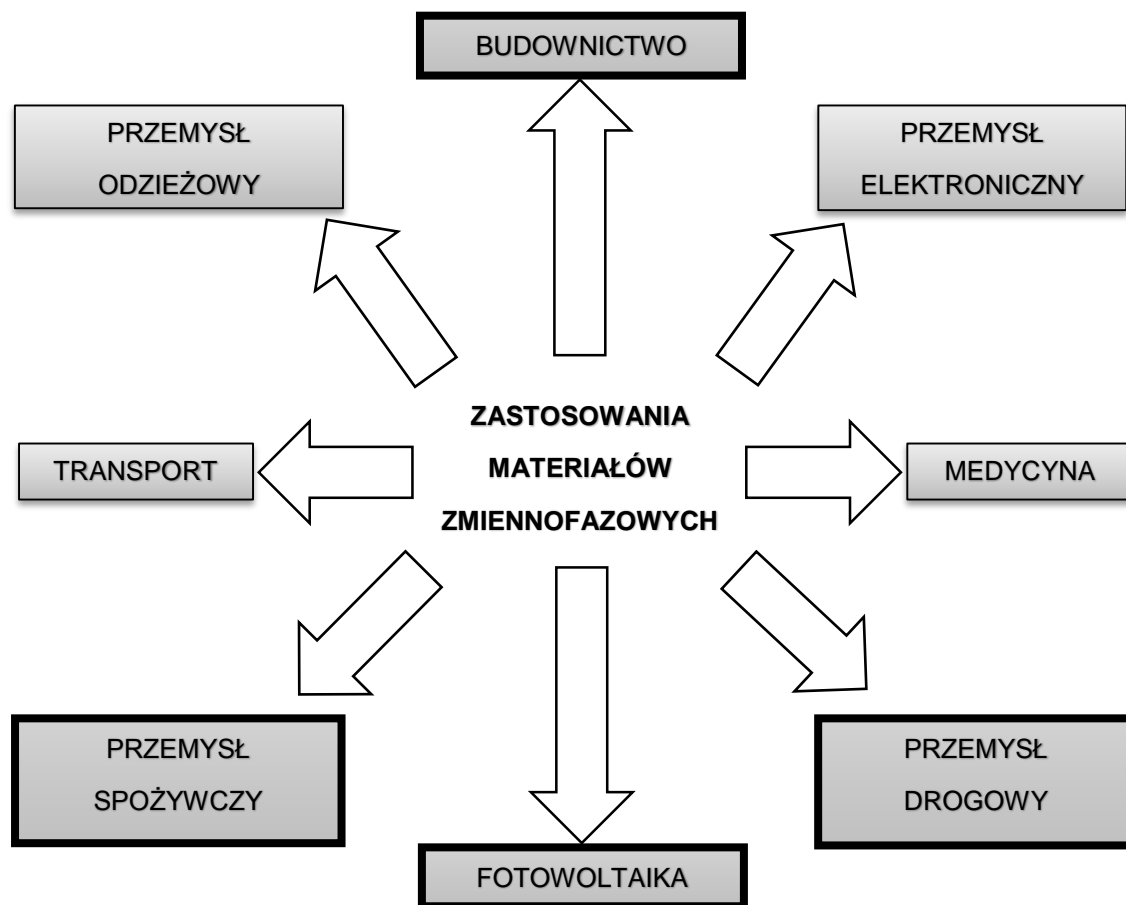 BUDOWNICTWO
PRZEMYSŁ
ODZIEŻOWY
PRZEMYSŁ
ELEKTRONICZNY
ZASTOSOWANIA
MATERIAŁÓW
ZMIENNOFAZOWYCH
TRANSPORT
MEDYCYNA
PRZEMYSŁ
SPOŻYWCZY
PRZEMYSŁ
DROGOWY
FOTOWOLTAIKA